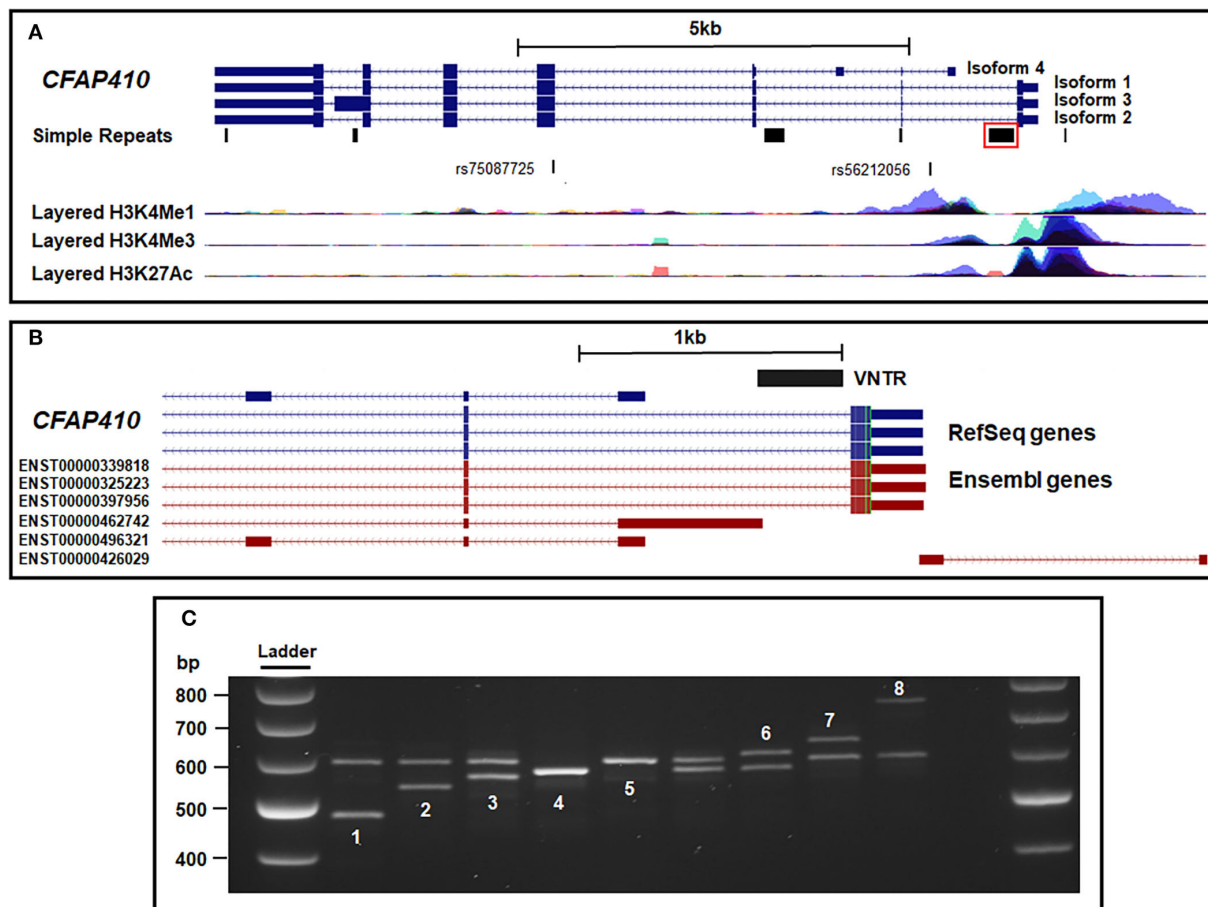 A
5kb
CFAP410
Isoform 4
Isoform 1
Isoform 3
Isoform 2
Simple Repeats
rs75087725
rs56212056
Layered H3K4Me1
Layered H3K4Me3
Layered H3K27Ac
B
1kb
VNTR
CFAP410
RefSeq genes
ENST00000339818
ENST00000325223
Ensembl genes
ENST00000397956
ENST00000462742
ENST00000496321
ENST00000426029
C
Ladder
bp
800
700
600
500
400
1
2
3
4
5
6
7
8